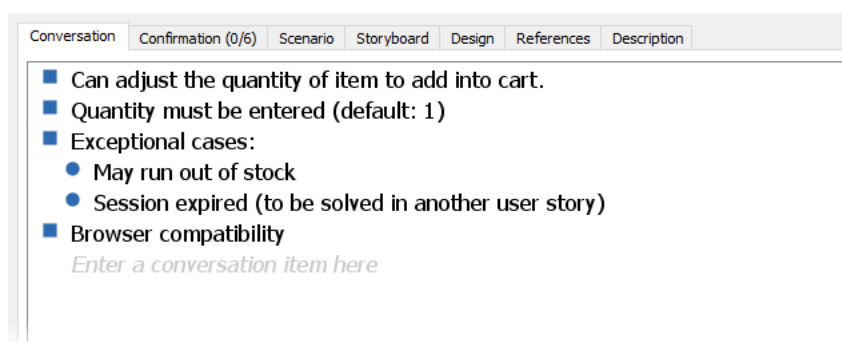 Conversation Confirmation (0/6) Scenario Storyboard Design References Description
Can adjust the quantity of item to add into cart.
Quantity must be entered (default: 1)
Exceptional cases:
May run out of stock
Session expired (to be solved in another user story)
Browser compatibility
Enter a conversation item here